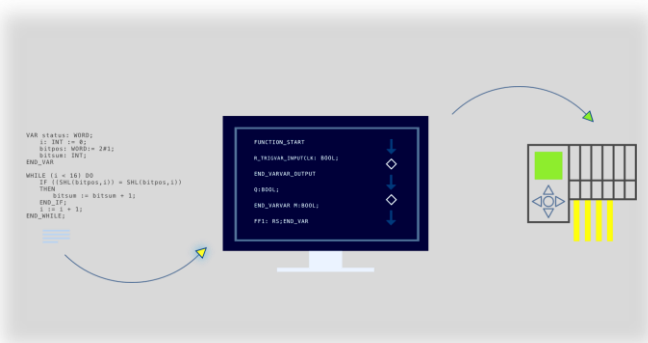 VAR status: WORD;
i: INT := 0;
bitpos: WORD:= 2#1;
bitsum: INT;
END_VAR
WHILE (i < 16) DO
IF ((SHL(bitpos,i)) = SHL(bitpos,i))
THEN
bitsum := bitsum + 1;
END_IF;
i := i + 1;
END_WHILE;
FUNCTION_START
R_TRIGVAR_INPUTCLK: BOOL;
END_VARVAR_OUTPUT
Q:BOOL;
END_VARVAR M:BOOL;
FF1: RS;END_VAR